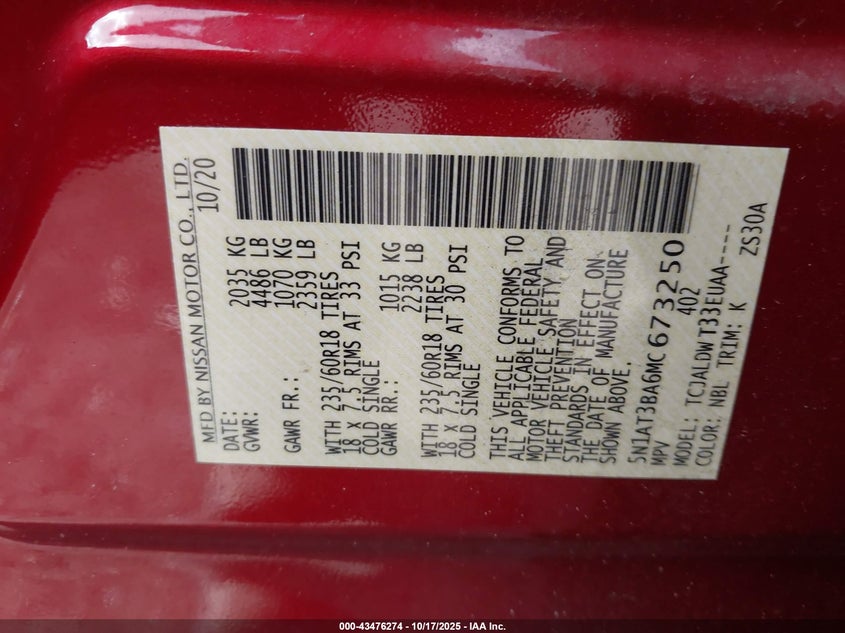 MFD BY NISSAN MOTOR CO., LTD.
DATE: 10/20
GVWR: 2035 KG
4486 LB
GAWR FR.: 1070 KG
2359 LB
WITH 235/60R18 TIRES
18 X 7.5 RIMS AT 33 PSI
COLD SINGLE
GAWR RR.: 1015 KG
2238 LB
WITH 235/60R18 TIRES
18 X 7.5 RIMS AT 30 PSI
COLD SINGLE
THIS VEHICLE CONFORMS TO
ALL APPLICABLE FEDERAL
MOTOR VEHICLE SAFETY AND
THEFT PREVENTION
STANDARDS IN EFFECT ON
THE DATE OF MANUFACTURE
SHOWN ABOVE.
5N1AT3BA6MC673250
MPV 402
MODEL: TCJALDW T33EUAA----
COLOR: NBL TRIM: K ZS30A
000-43476274 - 10/17/2025 - IAA Inc.